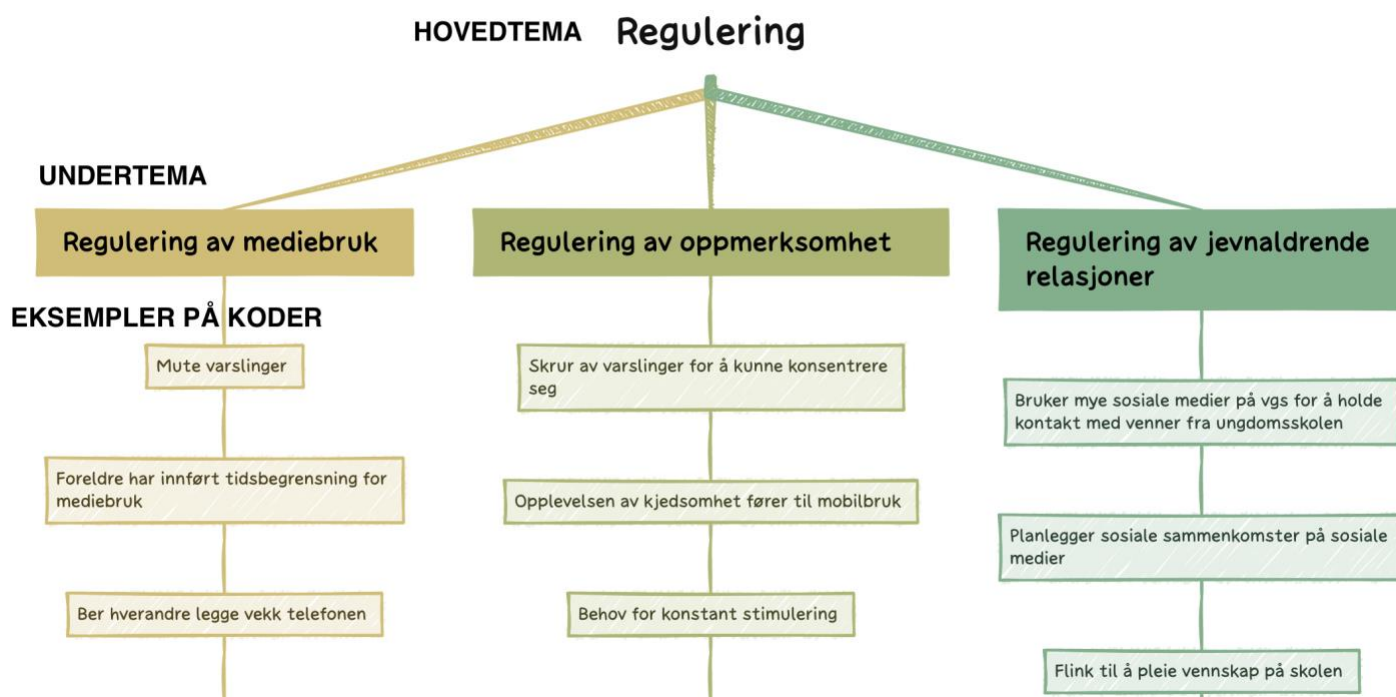 HOVEDTEMA Regulering
UNDERTEMA
Regulering av mediebruk
Regulering av oppmerksomhet
Regulering av jevnaldrende
relasjoner
EKSEMPLER PÅ KODER
Mute varslinger
Foreldre har innført tidsbegrensning for
mediebruk
Ber hverandre legge vekk telefonen
Skrur av varslinger for å kunne konsentrere
seg
Opplevelsen av kjedsomhet fører til mobilbruk
Behov for konstant stimulering
Bruker mye sosiale medier på vgs for å holde
kontakt med venner fra ungdomsskolen
Planlegger sosiale sammenkomster på sosiale
medier
Flink til å pleie vennskap på skolen